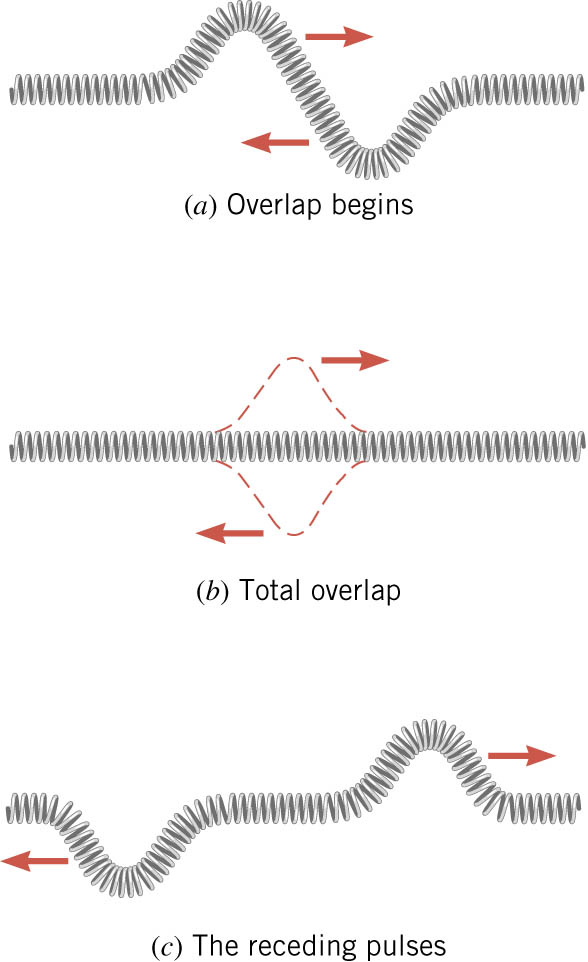 (a) Overlap begins
(b) Total overlap
(c) The receding pulses